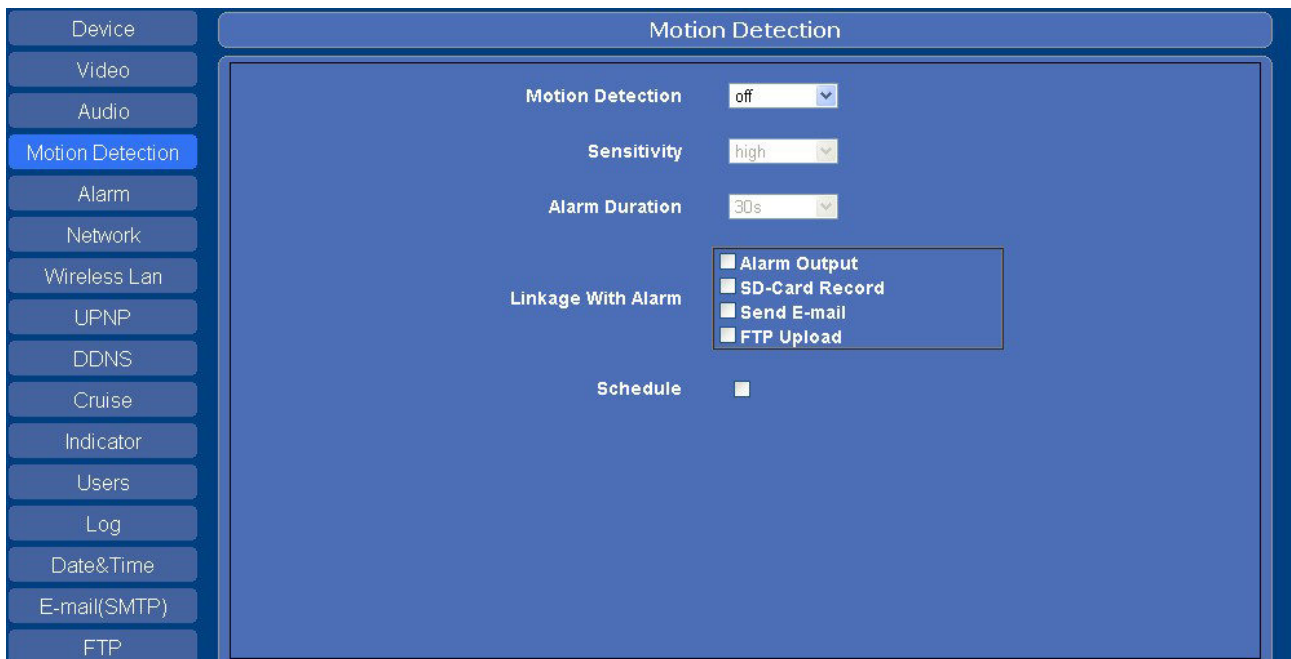 Device
Video
Audio
Motion Detection
Alarm
Network
Wireless Lan
UPNP
DDNS
Cruise
Indicator
Users
Log
Date&Time
E-mail(SMTP)
FTP
Motion Detection
Motion Detection off
Sensitivity high
Alarm Duration 30s
Linkage With Alarm
Alarm Output
SD-Card Record
Send E-mail
FTP Upload
Schedule